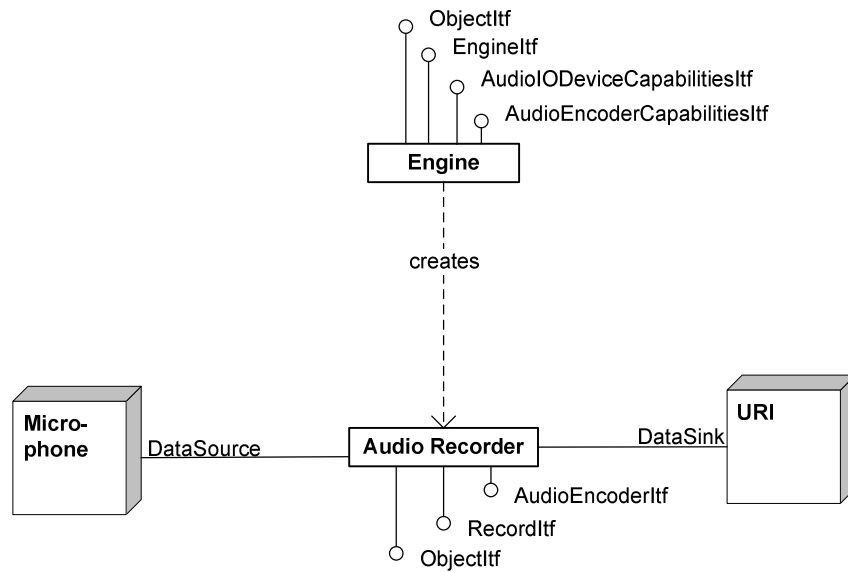 ObjectItf
EngineItf
AudioIODeviceCapabilitiesItf
AudioEncoderCapabilitiesItf
Engine
creates
Micro-
phone
DataSource
Audio Recorder
DataSink
URI
AudioEncoderItf
RecordItf
ObjectItf